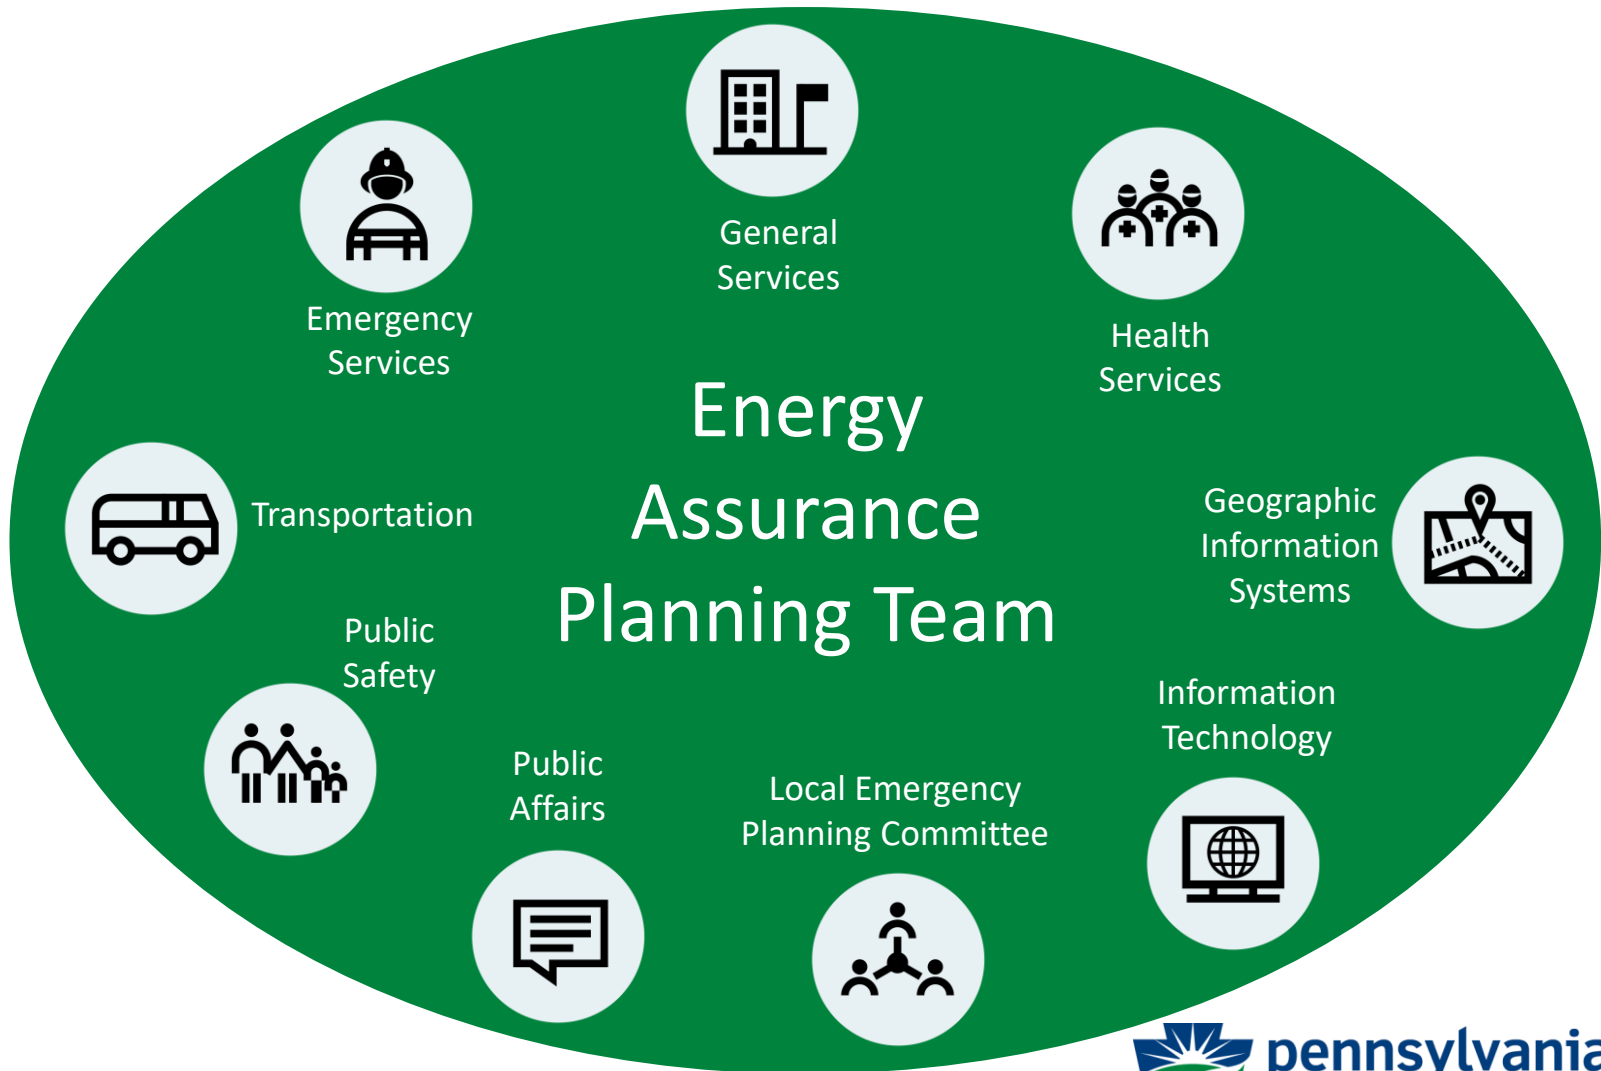 General
Services
Emergency
Services
Health
Services
Energy
Assurance
Planning Team
Transportation
Geographic
Information
Systems
Public
Safety
Information
Technology
Public
Affairs
Local Emergency
Planning Committee
pennsylvania